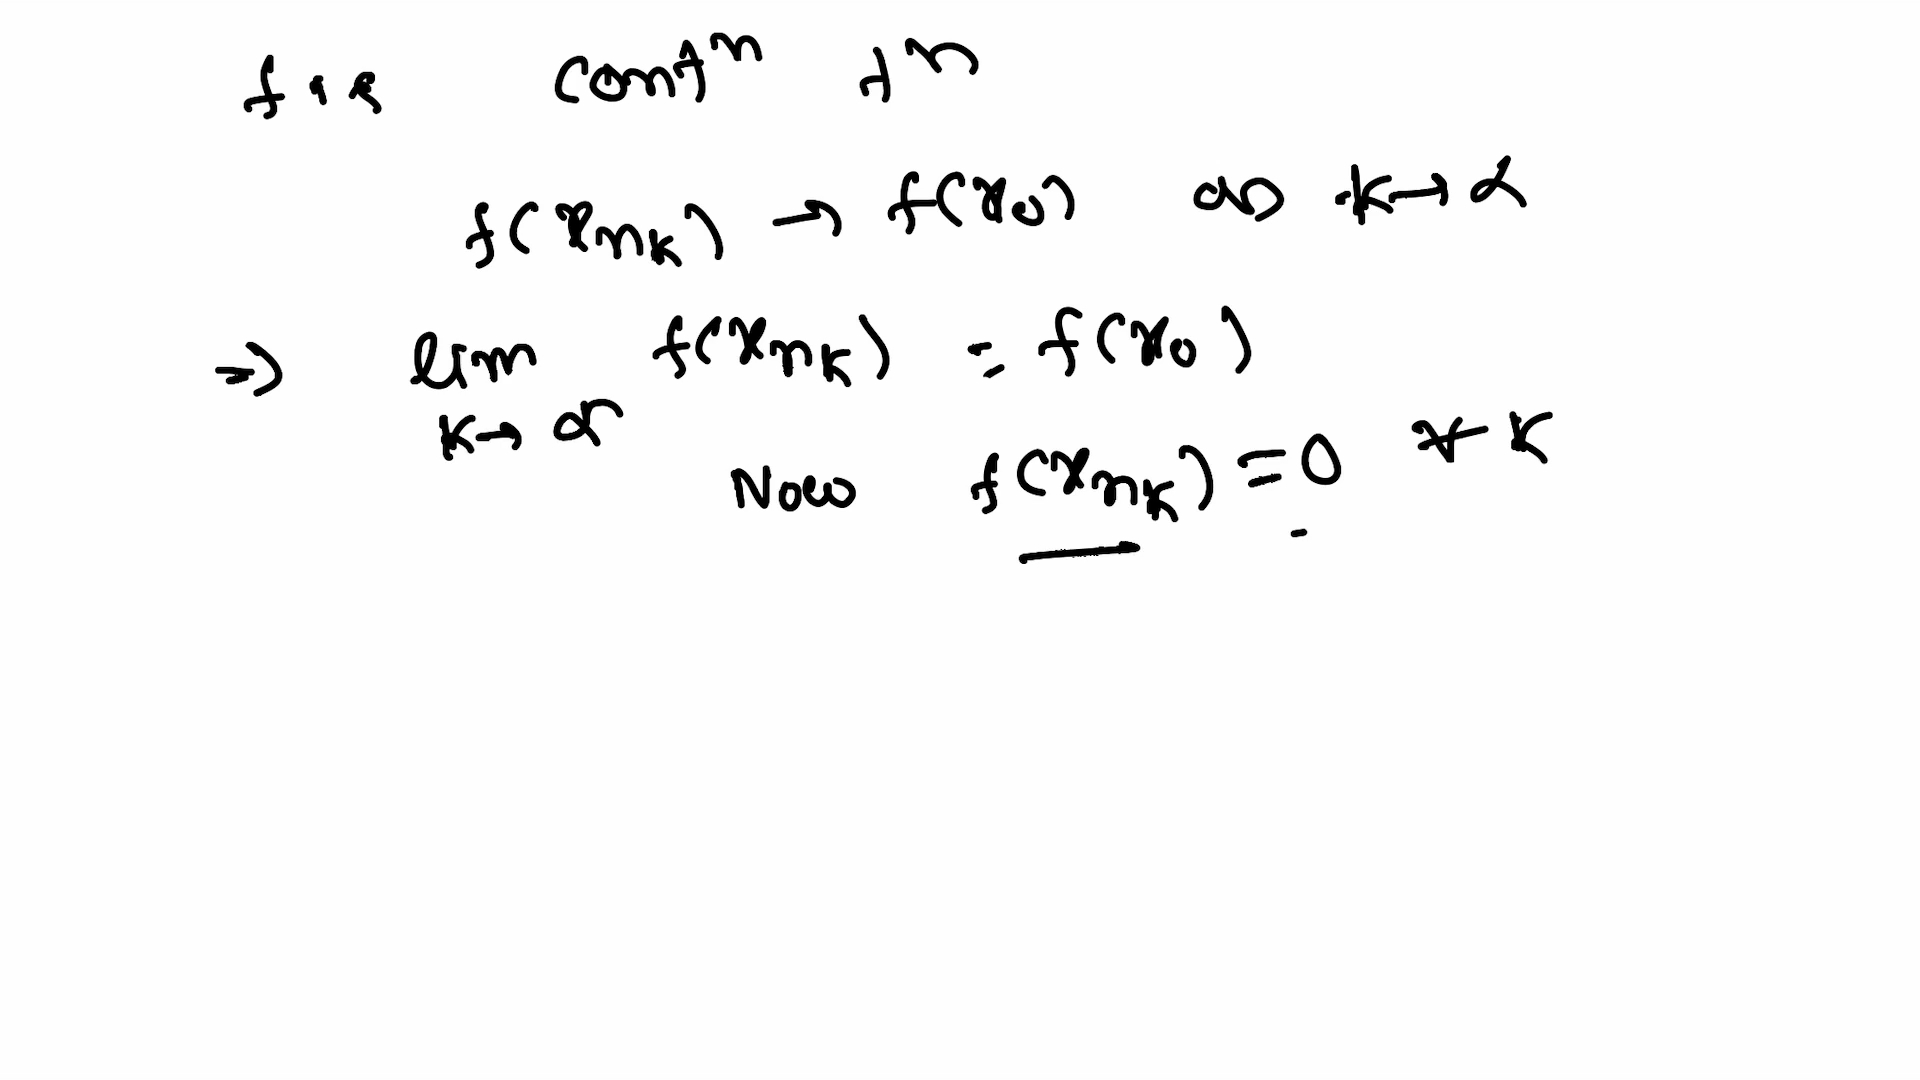 f is contⁿ fⁿ
f(xₙₖ) → f(x₀) as k→∞
⇒ lim f(xₙₖ) = f(x₀)
k→∞
Now f(xₙₖ) = 0 ∀ k